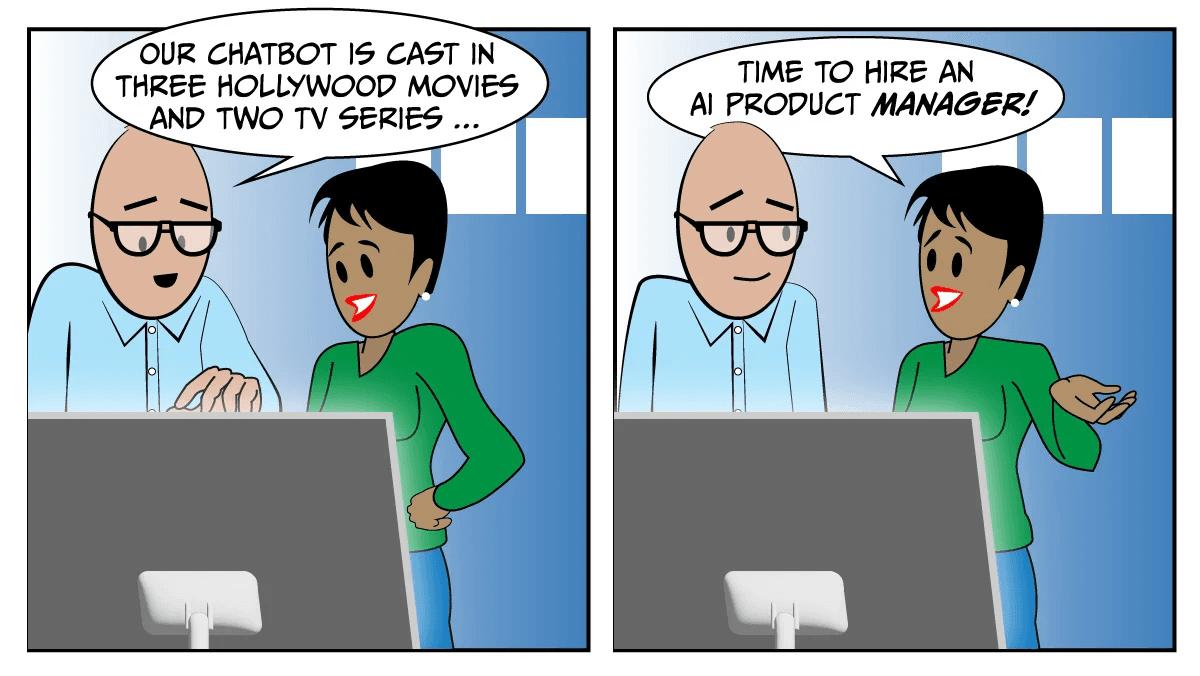 OUR CHATBOT IS CAST IN
THREE HOLLYWOOD MOVIES
AND TWO TV SERIES ...
TIME TO HIRE AN
AI PRODUCT MANAGER!